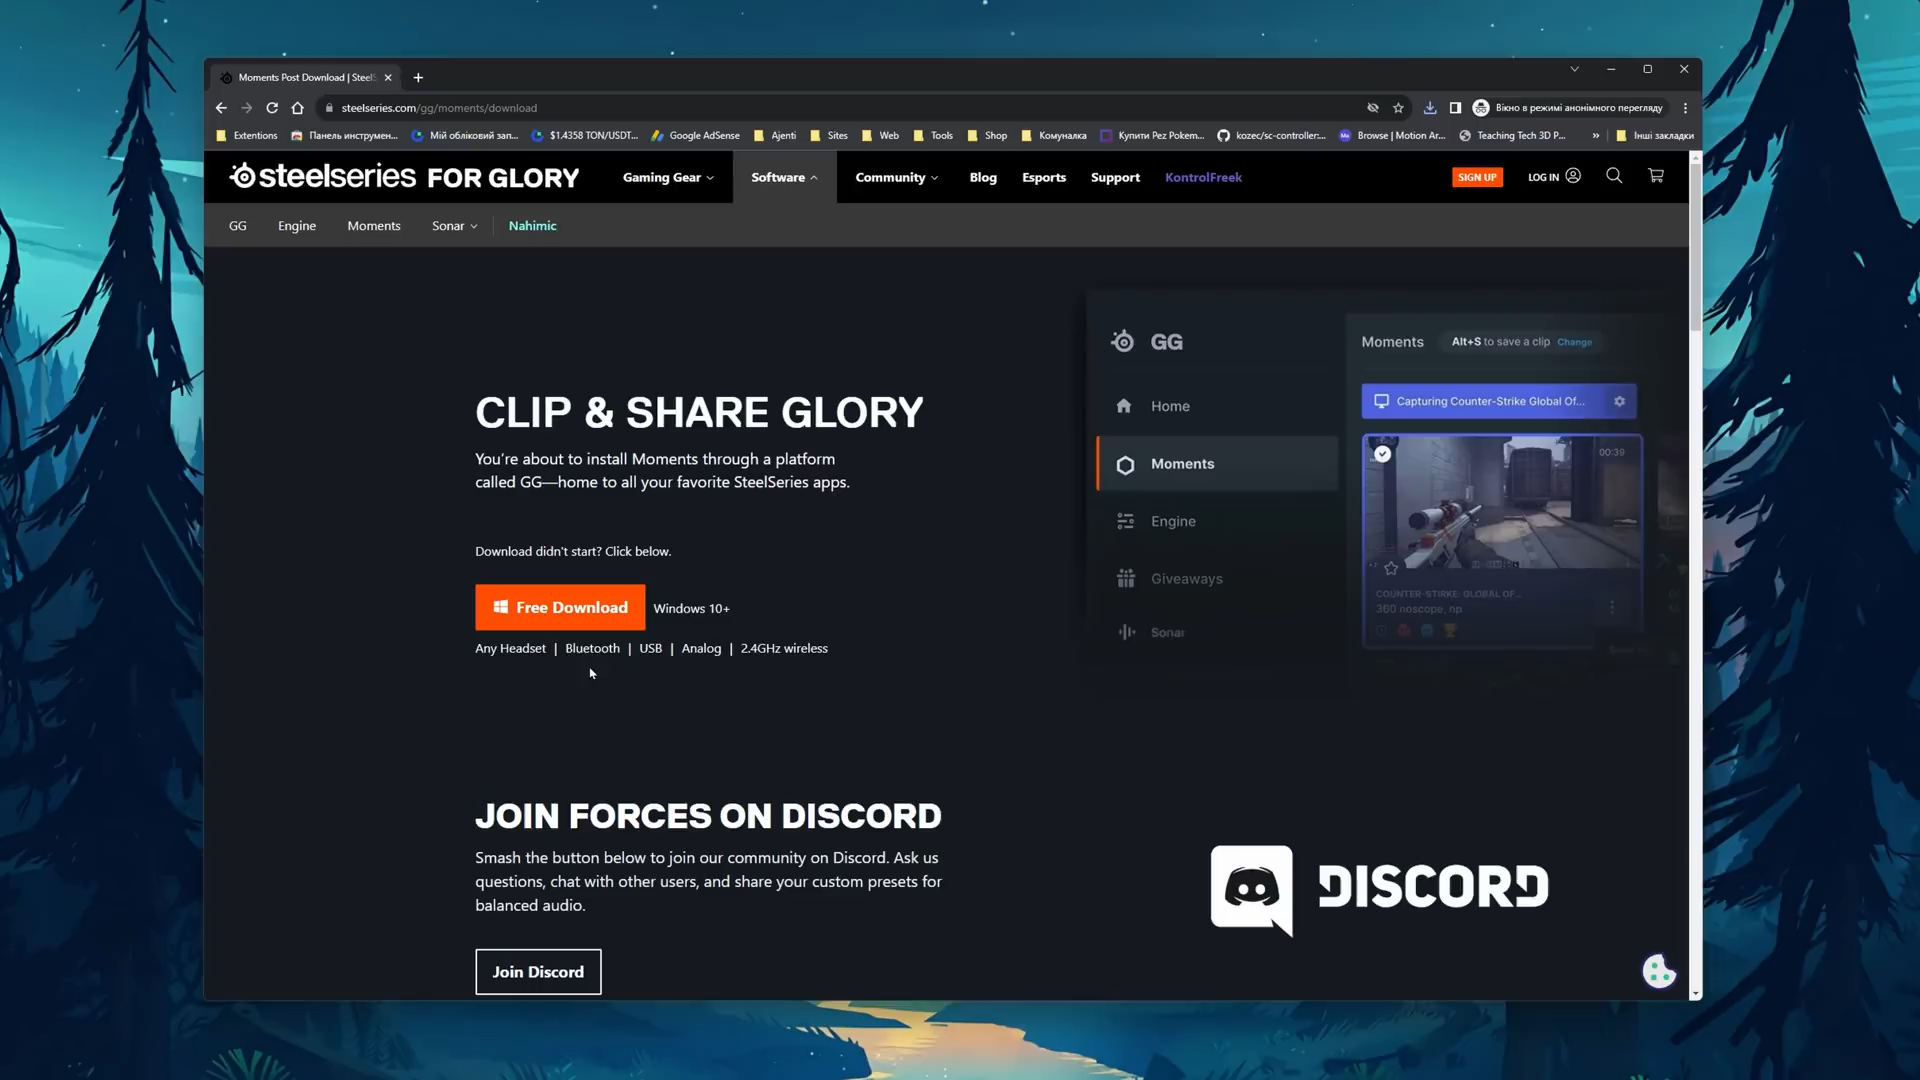 Moments Post Download | SteelS
steelseries.com/gg/moments/download
Вікно в режимі анонімного перегляду
Extentions
Панель инструмен...
Мій обліковий зап...
$1,4358 TON/USDT...
Google AdSense
Ajenti
Sites
Web
Tools
Shop
Комуналка
Купити Pez Pokem...
kozec/sc-controller:...
Browse | Motion Ar...
Teaching Tech 3D P...
»
Інші закладки
steelseries FOR GLORY
Gaming Gear
Software
Community
Blog
Esports
Support
KontrolFreek
SIGN UP
LOG IN
GG
Engine
Moments
Sonar
Nahimic
CLIP & SHARE GLORY
You're about to install Moments through a platform
called GG—home to all your favorite SteelSeries apps.
Download didn't start? Click below.
Free Download
Windows 10+
Any Headset | Bluetooth | USB | Analog | 2.4GHz wireless
GG
Home
Moments
Engine
Giveaways
Sonar
Moments
Alt+S to save a clip Change
Capturing Counter-Strike Global Of...
00:39
COUNTER-STIRKE: GLOBAL OF...
360 noscope, np
JOIN FORCES ON DISCORD
Smash the button below to join our community on Discord. Ask us
questions, chat with other users, and share your custom presets for
balanced audio.
Join Discord
DISCORD